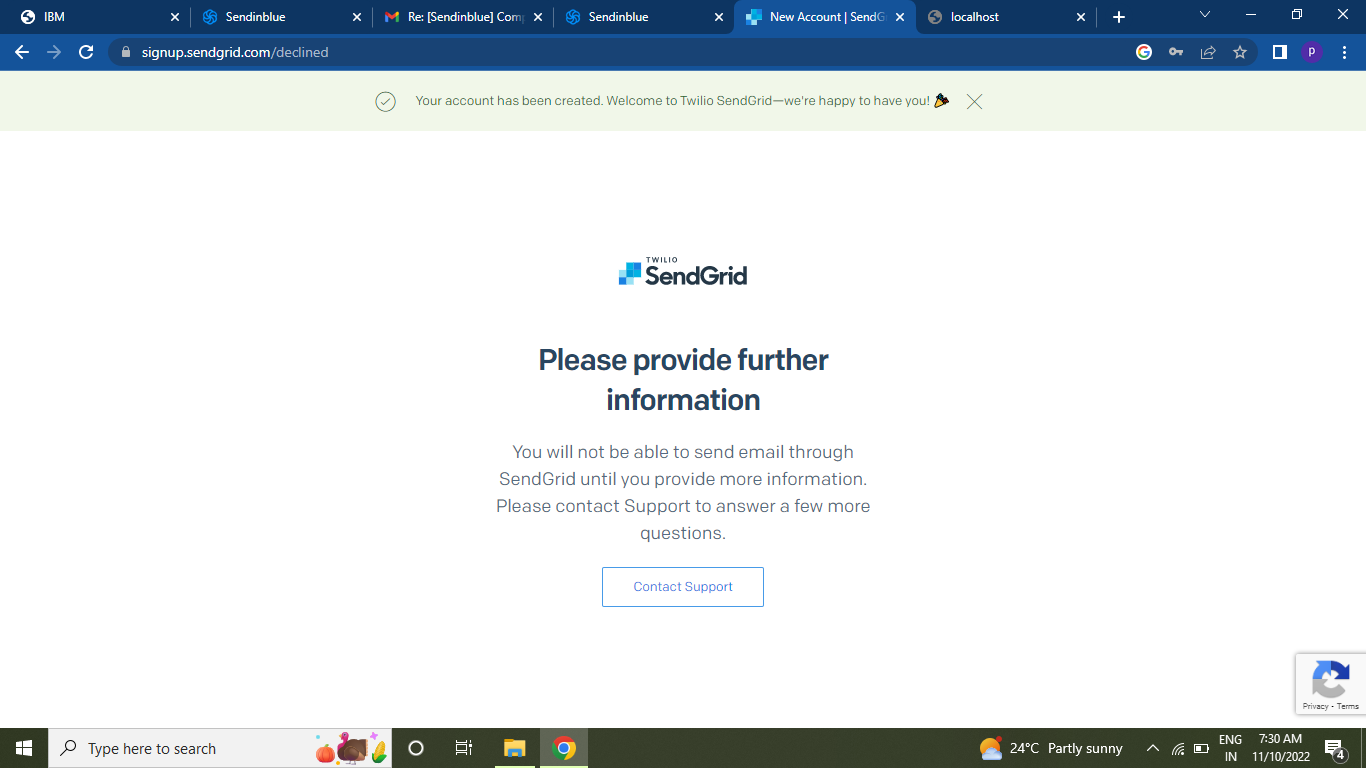 IBM
Sendinblue
Re: [Sendinblue] Com
Sendinblue
New Account | SendG
localhost
signup.sendgrid.com/declined
p
Your account has been created. Welcome to Twilio SendGrid—we're happy to have you!
TWILIO
SendGrid
Please provide further
information
You will not be able to send email through
SendGrid until you provide more information.
Please contact Support to answer a few more
questions.
Contact Support
Privacy - Terms
Type here to search
24°C Partly sunny
ENG
IN
7:30 AM
11/10/2022
4